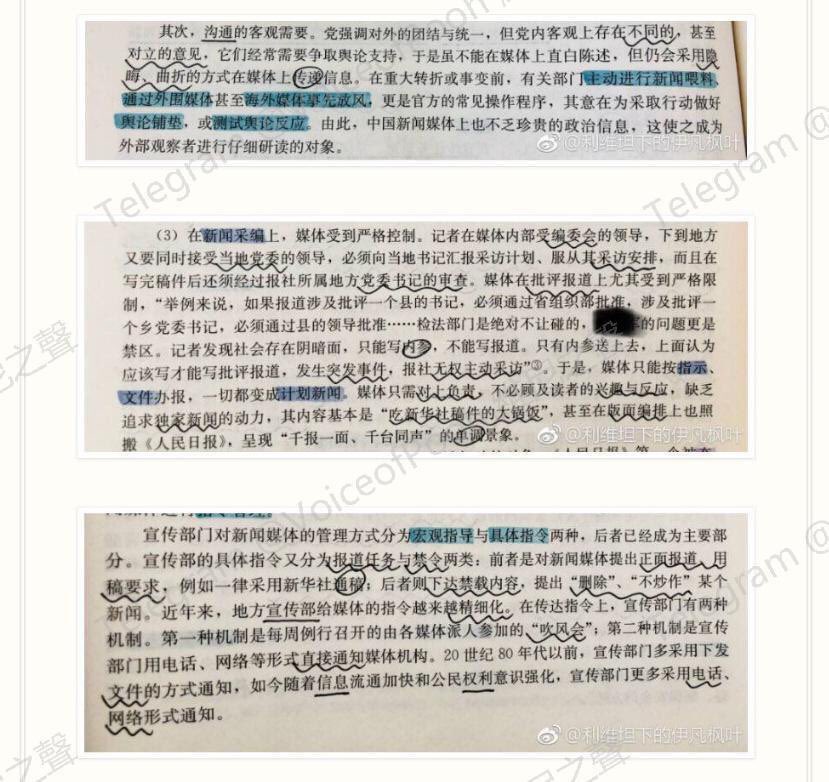 其次，沟通的客观需要。党强调对外的团结与统一，但党内客观上存在不同的，甚至
对立的意见，它们经常需要争取舆论支持，于是虽不能在媒体上直白陈述，但仍会采用隐
晦、曲折的方式在媒体上传递信息。在重大转折或事变前，有关部门主动进行新闻喂料
通过外围媒体甚至海外媒体事先放风，更是官方的常见操作程序，其意在为采取行动做好
舆论铺垫，或测试舆论反应。由此，中国新闻媒体上也不乏珍贵的政治信息，这使之成为
外部观察者进行仔细研读的对象。
@利维坦下的伊凡枫叶
（3）在新闻采编上，媒体受到严格控制。记者在媒体内部受编委会的领导，下到地方
又要同时接受当地党委的领导，必须向当地书记汇报采访计划、服从其采访安排，而且在
写完稿件后还须经过报社所属地方党委书记的审查。媒体在批评报道上尤其受到严格限
制，“举例来说，如果报道涉及批评一个县的书记，必须通过省组织部批准，涉及批评一
个乡党委书记，必须通过县的领导批准……检法部门是绝对不让碰的，的问题更是
禁区。记者发现社会存在阴暗面，只能写内参，不能写报道。只有内参送上去，上面认为
应该写才能写批评报道，发生突发事件，报社无权主动采访”③。于是，媒体只能按指示、
文件办报，一切都变成计划新闻。媒体只需对上负责，不必顾及读者的兴趣与反应，缺乏
追求独家新闻的动力，其内容基本是“吃新华社稿件的大锅饭”，甚至在版面编排上也照
搬《人民日报》，呈现“千报一面、千台同声”的单调景象。
@利维坦下的伊凡枫叶
宣传部门对新闻媒体的管理方式分为宏观指导与具体指令两种，后者已经成为主要部
分。宣传部的具体指令又分为报道任务与禁令两类：前者是对新闻媒体提出正面报道、用
稿要求，例如一律采用新华社通稿；后者则下达禁载内容，提出“删除”、“不炒作”某个
新闻。近年来，地方宣传部给媒体的指令越来越精细化。在传达指令上，宣传部门有两种
机制。第一种机制是每周例行召开的由各媒体派人参加的“吹风会”；第二种机制是宣传
部门用电话、网络等形式直接通知媒体机构。20世纪80年代以前，宣传部门多采用下发
文件的方式通知，如今随着信息流通加快和公民权利意识强化，宣传部门更多采用电话、
网络形式通知。
@利维坦下的伊凡枫叶